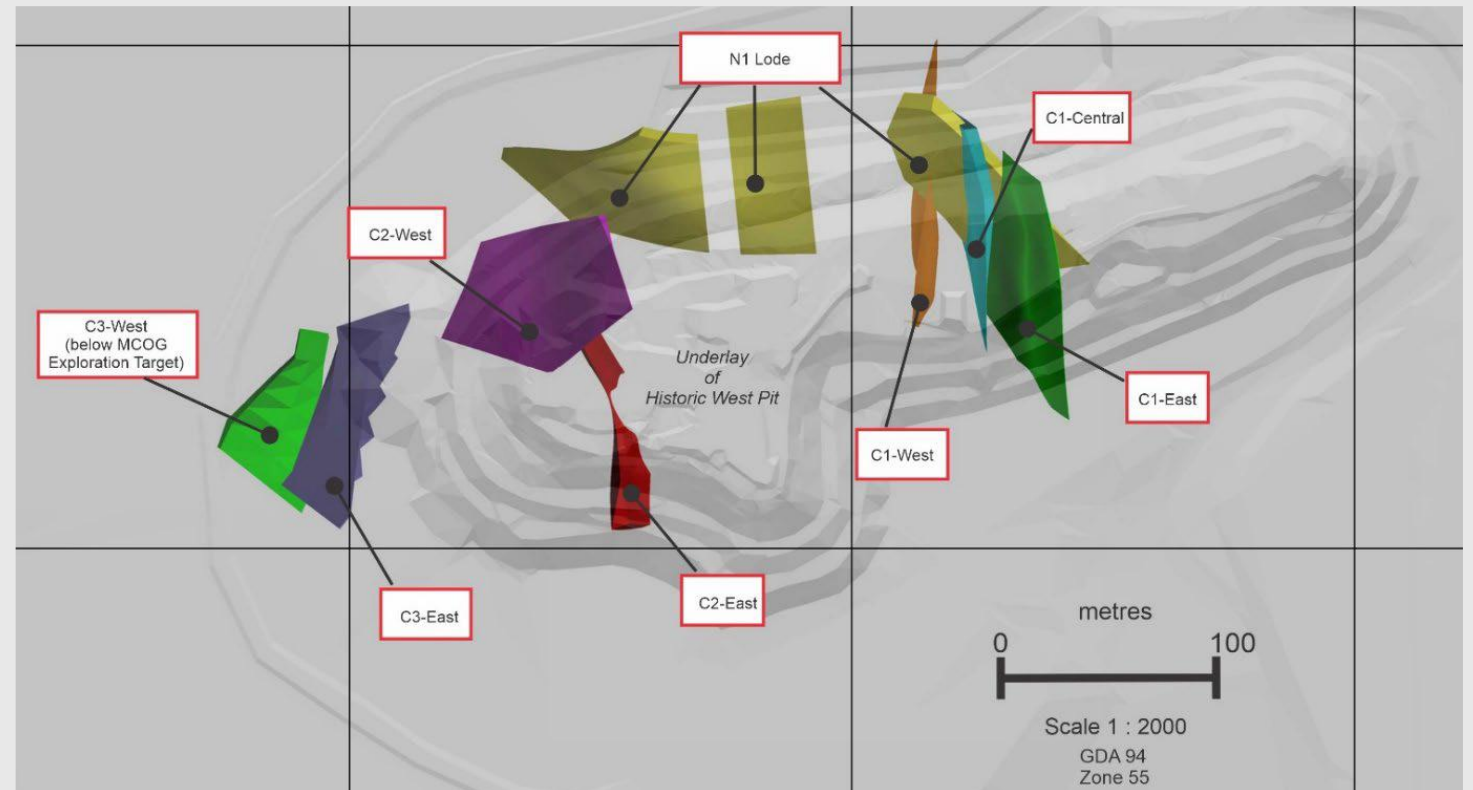 N1 Lode
C1-Central
C2-West
C3-West
(below MCOG
Exploration Target)
Underlay
of
Historic West Pit
C1-East
C1-West
C3-East
C2-East
metres
0 100
Scale 1 : 2000
GDA 94
Zone 55